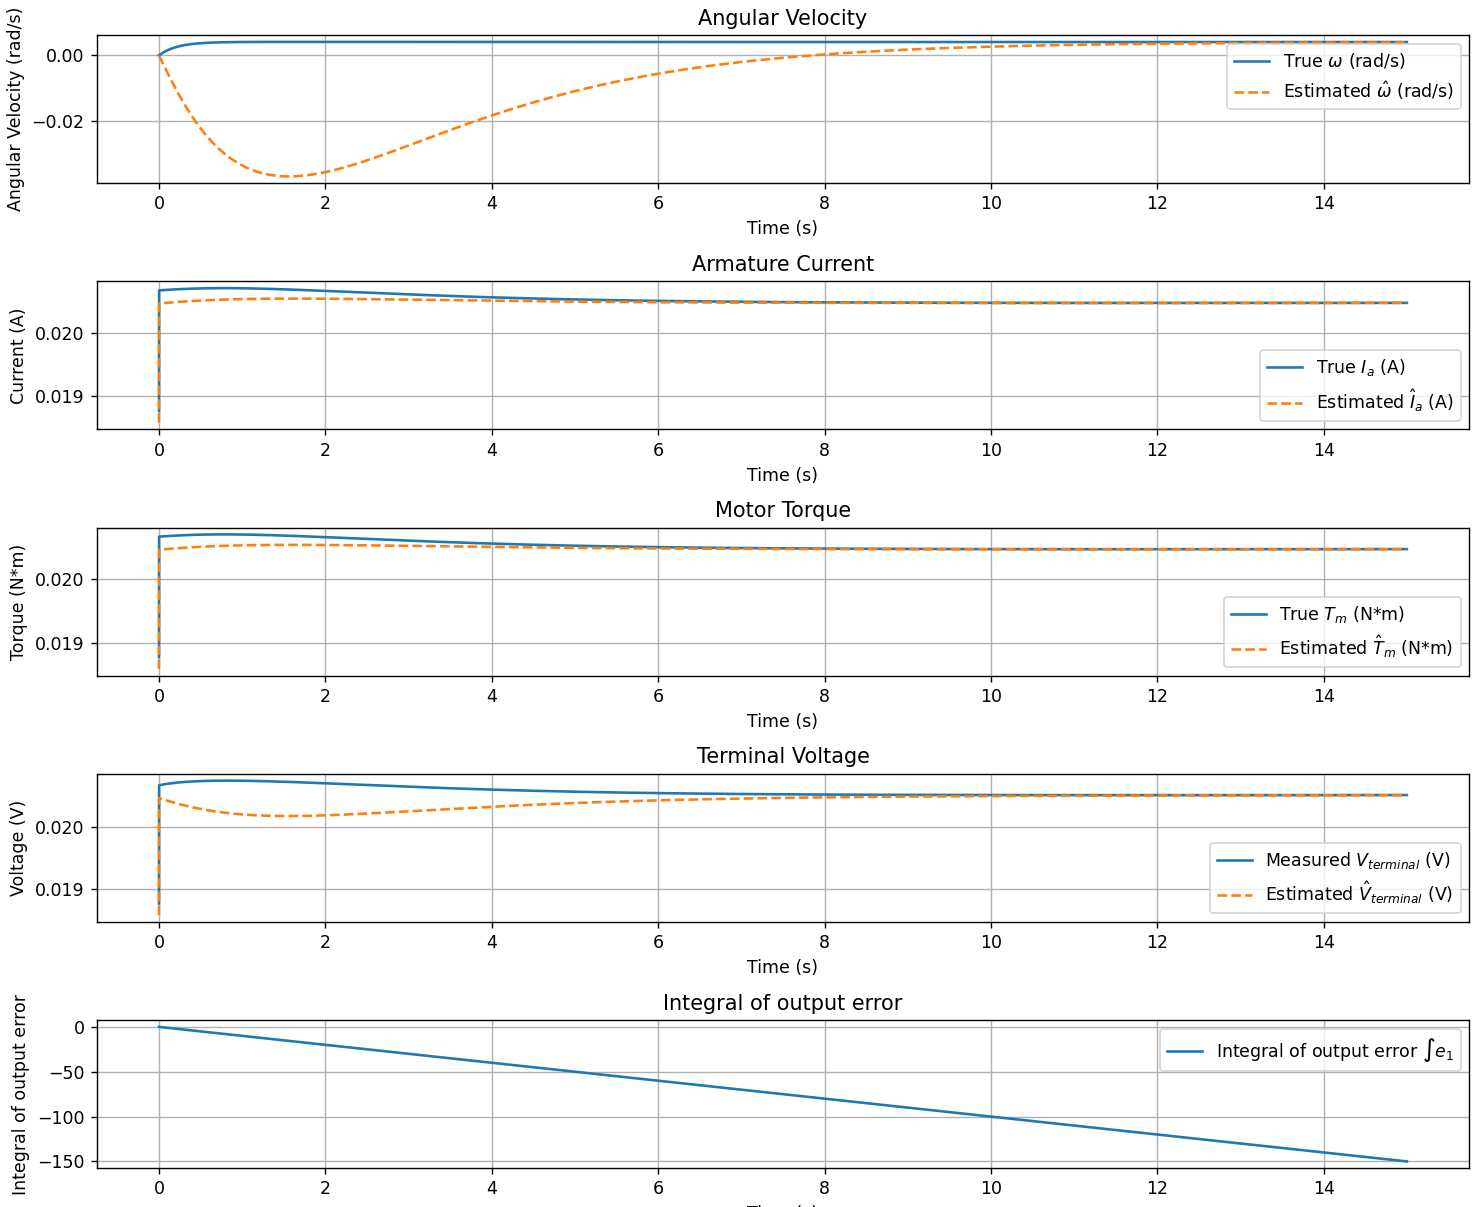 Angular Velocity
Angular Velocity (rad/s)
0.00
−0.02
True ω (rad/s)
Estimated ω̂ (rad/s)
0 2 4 6 8 10 12 14
Time (s)
Armature Current
Current (A)
0.020
0.019
True Iₐ (A)
Estimated Îₐ (A)
0 2 4 6 8 10 12 14
Time (s)
Motor Torque
Torque (N*m)
0.020
0.019
True Tₘ (N*m)
Estimated T̂ₘ (N*m)
0 2 4 6 8 10 12 14
Time (s)
Terminal Voltage
Voltage (V)
0.020
0.019
Measured V_terminal (V)
Estimated V̂_terminal (V)
0 2 4 6 8 10 12 14
Time (s)
Integral of output error
Integral of output error
0
−50
−100
−150
Integral of output error ∫e₁
0 2 4 6 8 10 12 14